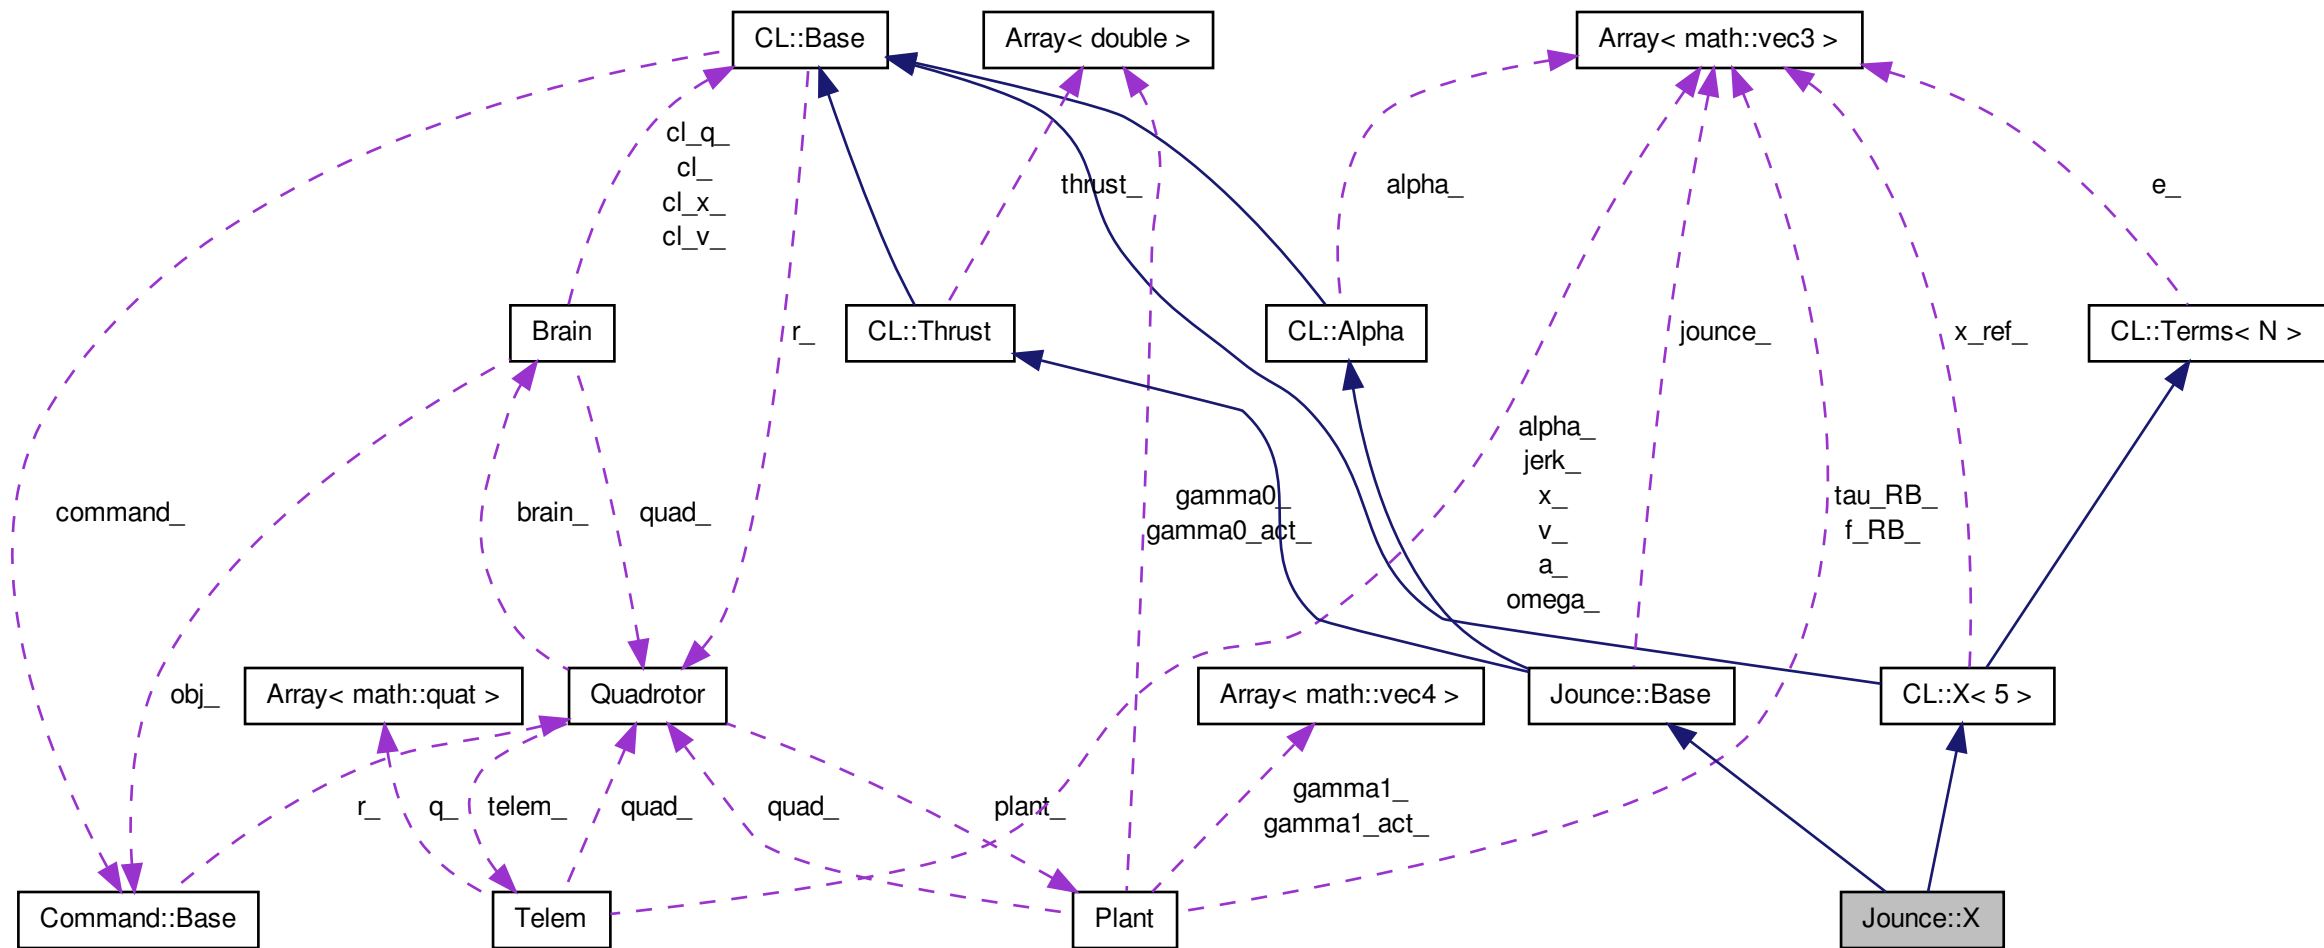 CL::Base
Array< double >
Array< math::vec3 >
cl_q_
cl_
cl_x_
cl_v_
thrust_
alpha_
e_
Brain
r_
CL::Thrust
CL::Alpha
jounce_
x_ref_
CL::Terms< N >
command_
brain_
quad_
gamma0_
gamma0_act_
alpha_
jerk_
x_
v_
a_
omega_
tau_RB_
f_RB_
obj_
Array< math::quat >
Quadrotor
Array< math::vec4 >
Jounce::Base
CL::X< 5 >
r_
q_
telem_
quad_
quad_
plant_
gamma1_
gamma1_act_
Command::Base
Telem
Plant
Jounce::X